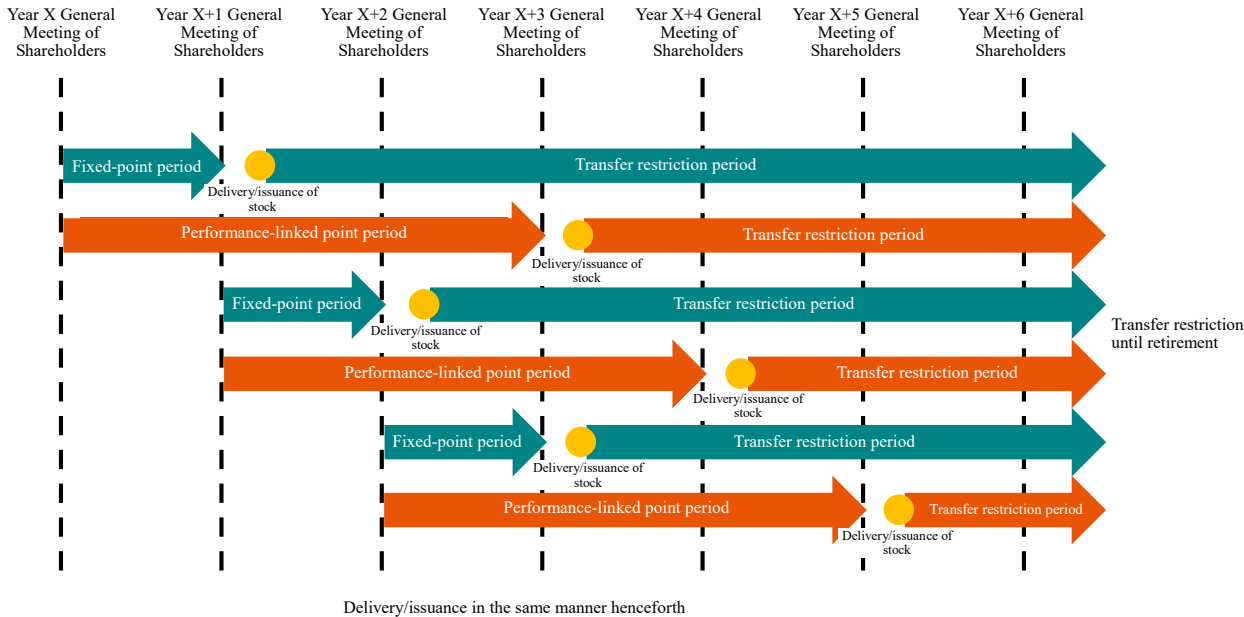 Year X General
Meeting of
Shareholders
Year X+1 General
Meeting of
Shareholders
Year X+2 General
Meeting of
Shareholders
Year X+3 General
Meeting of
Shareholders
Year X+4 General
Meeting of
Shareholders
Year X+5 General
Meeting of
Shareholders
Year X+6 General
Meeting of
Shareholders
Fixed-point period
Transfer restriction period
Delivery/issuance of
stock
Performance-linked point period
Transfer restriction period
Delivery/issuance of
stock
Fixed-point period
Transfer restriction period
Delivery/issuance of
stock
Transfer restriction
until retirement
Performance-linked point period
Transfer restriction period
Delivery/issuance of
stock
Fixed-point period
Transfer restriction period
Delivery/issuance of
stock
Performance-linked point period
Transfer restriction period
Delivery/issuance of
stock
Delivery/issuance in the same manner henceforth